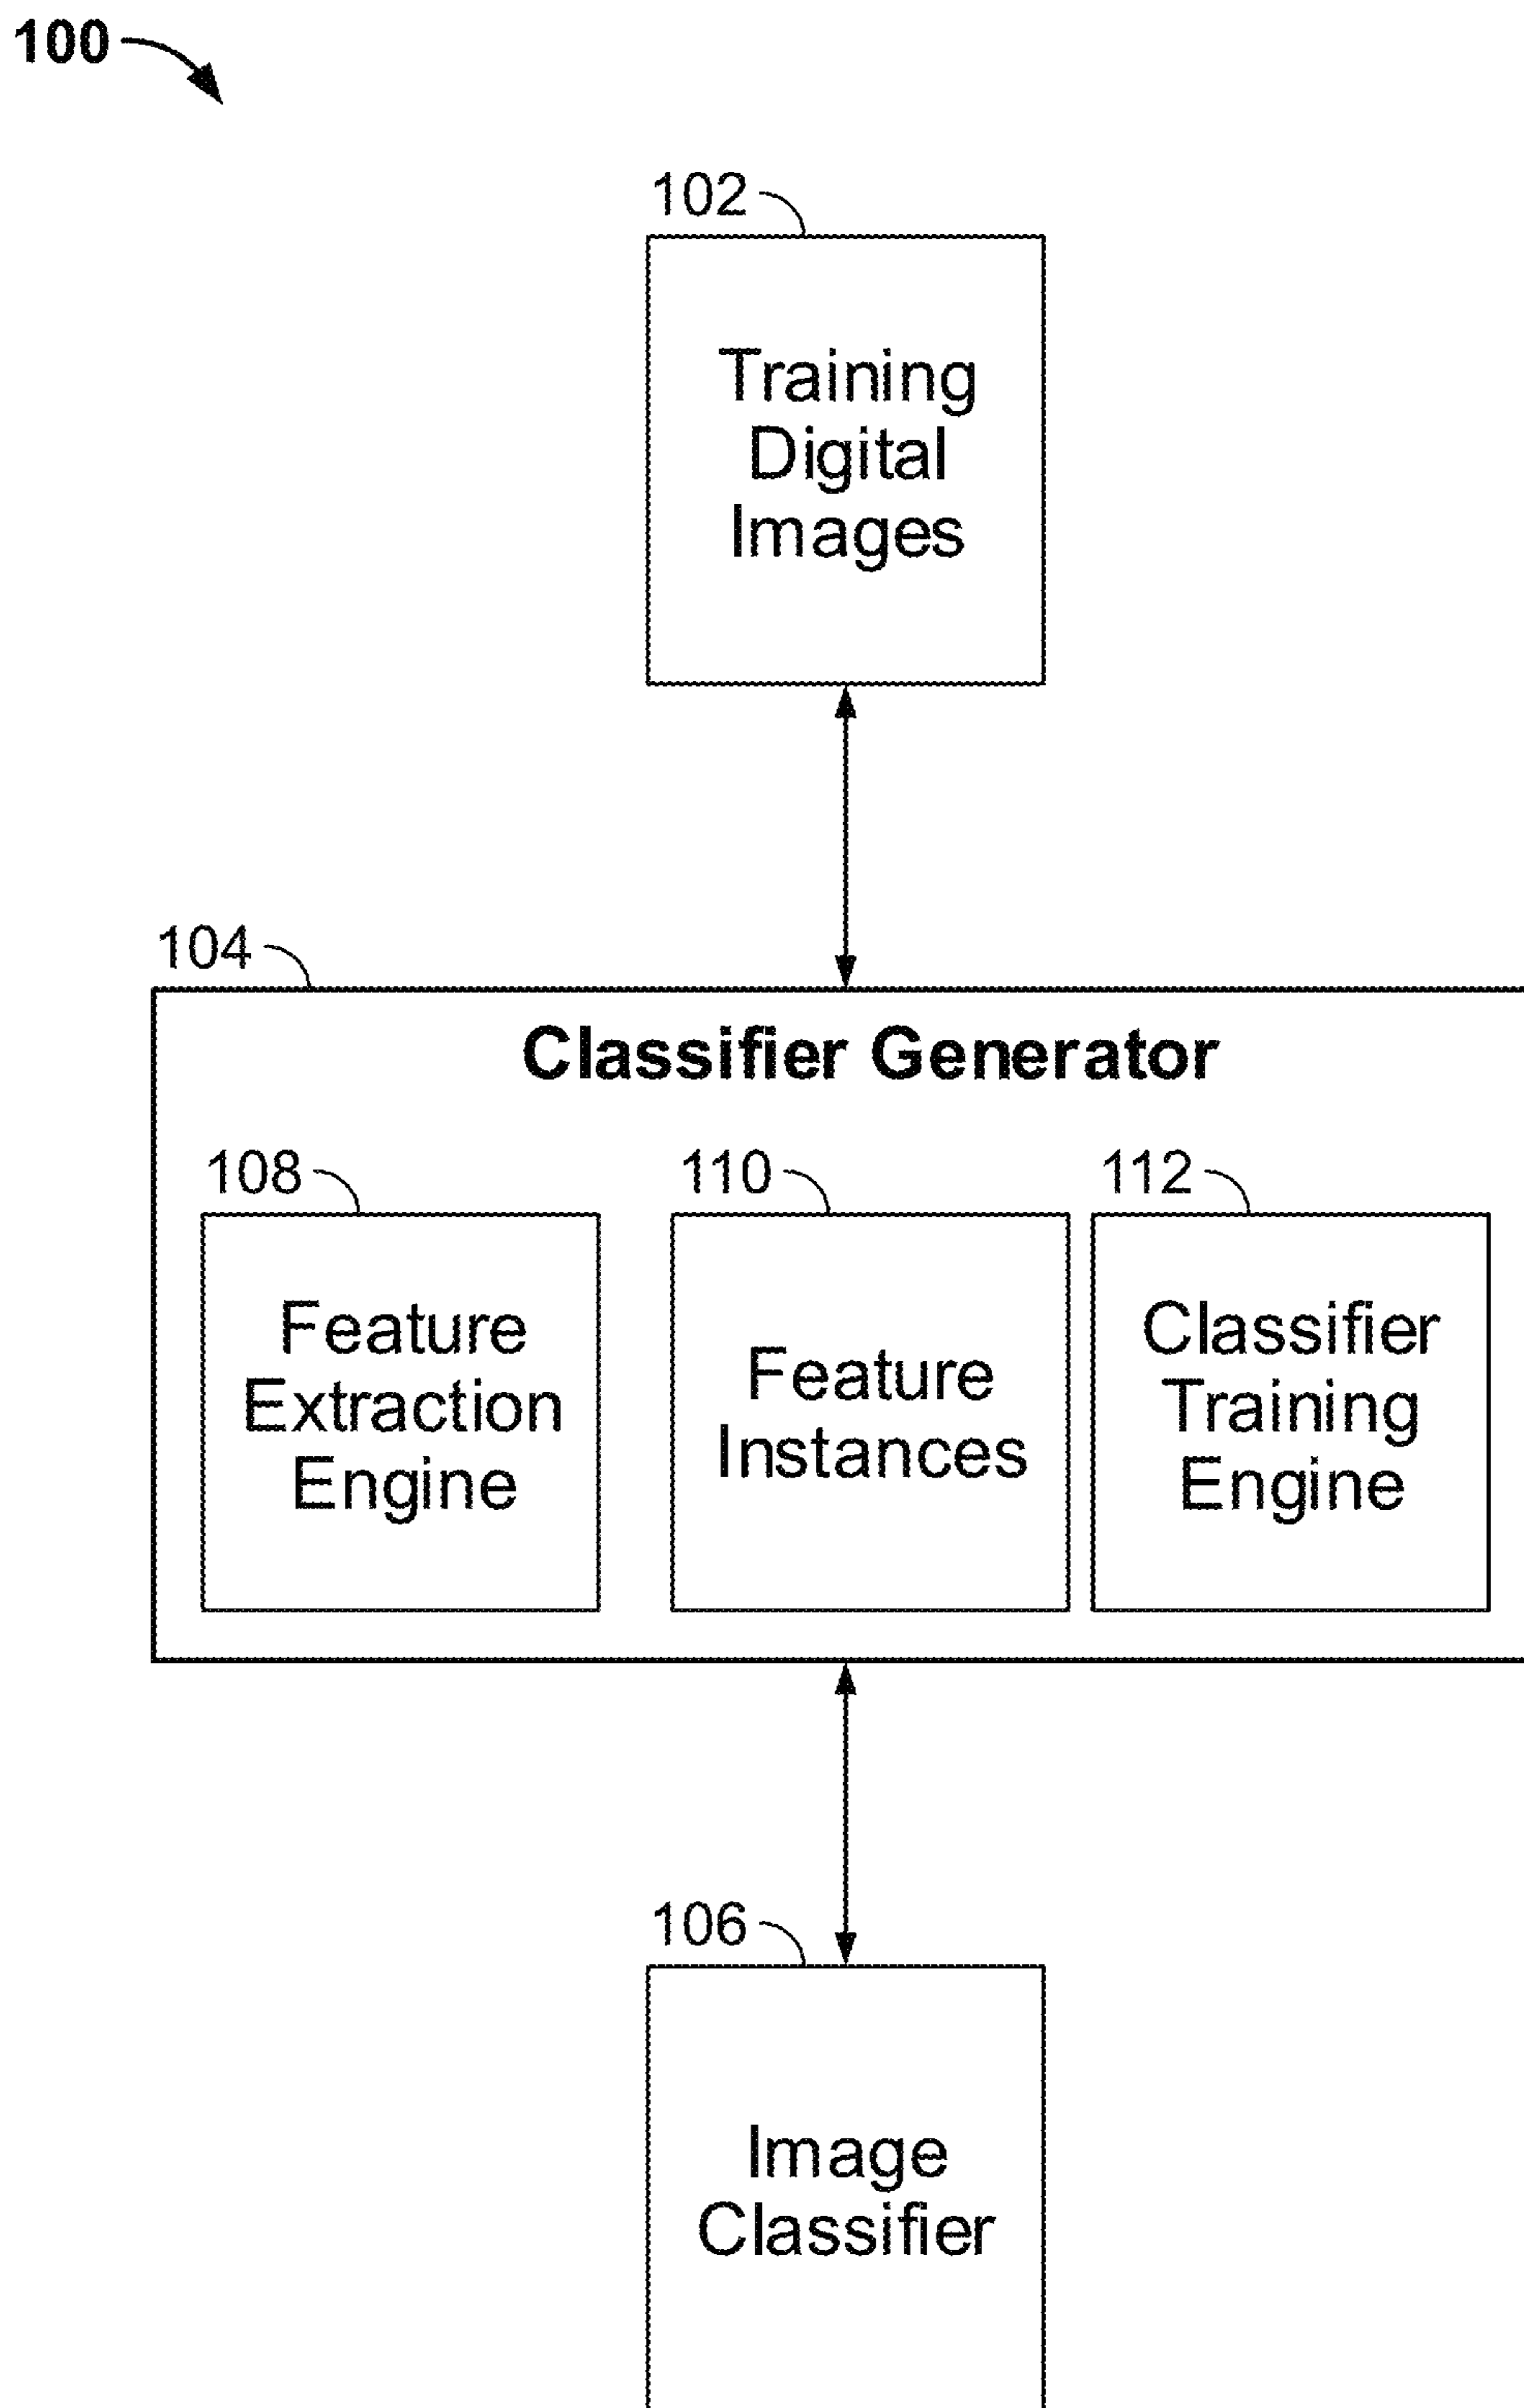 100
102
Training
Digital
Images
104
Classifier Generator
108
Feature
Extraction
Engine
110
Feature
Instances
112
Classifier
Training
Engine
106
Image
Classifier